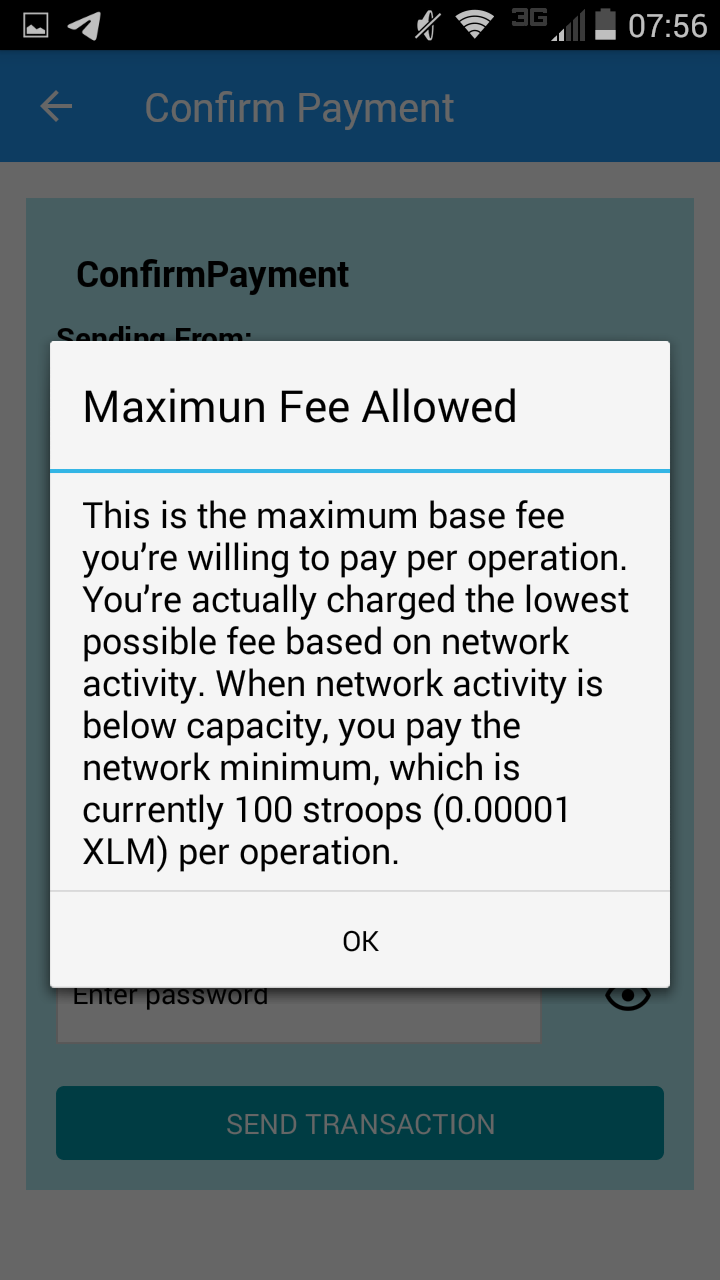 3G 07:56
Confirm Payment
ConfirmPayment
Sending From:
Maximun Fee Allowed
This is the maximum base fee
you’re willing to pay per operation.
You’re actually charged the lowest
possible fee based on network
activity. When network activity is
below capacity, you pay the
network minimum, which is
currently 100 stroops (0.00001
XLM) per operation.
OK
Enter password
SEND TRANSACTION